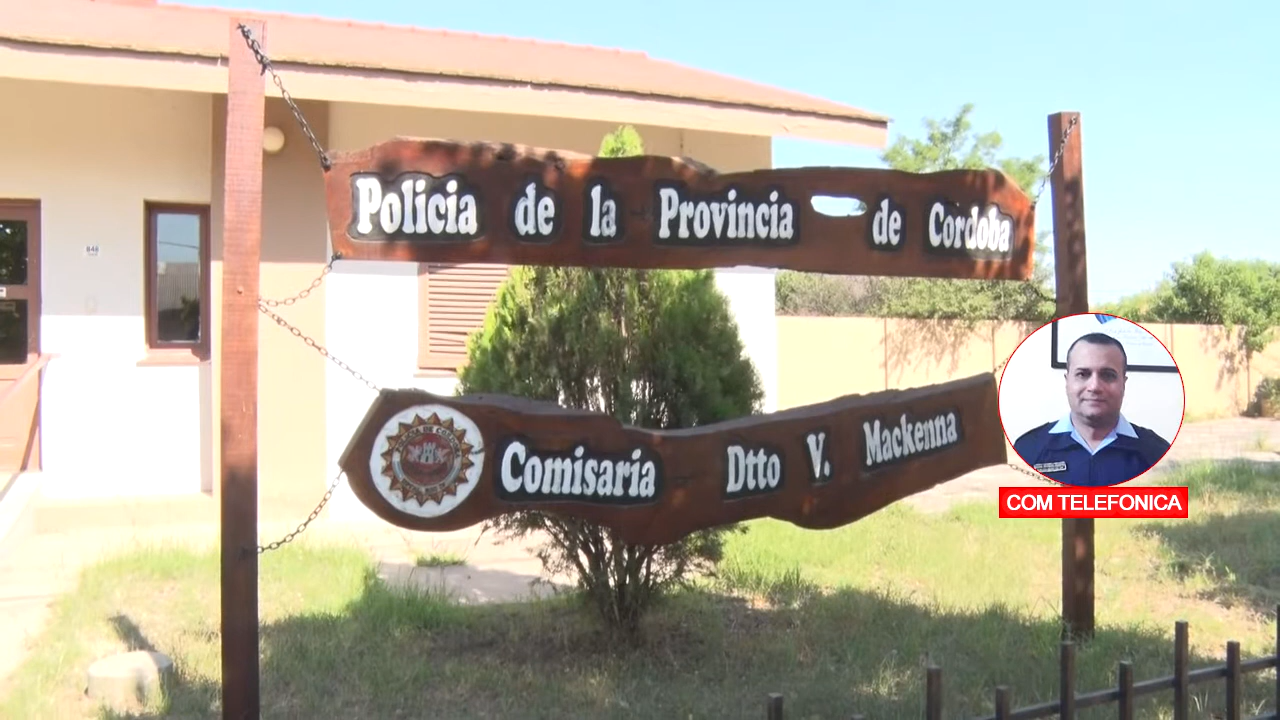 Policia de la Provincia de Cordoba
Comisaria Dtto V. Mackenna
COM TELEFONICA